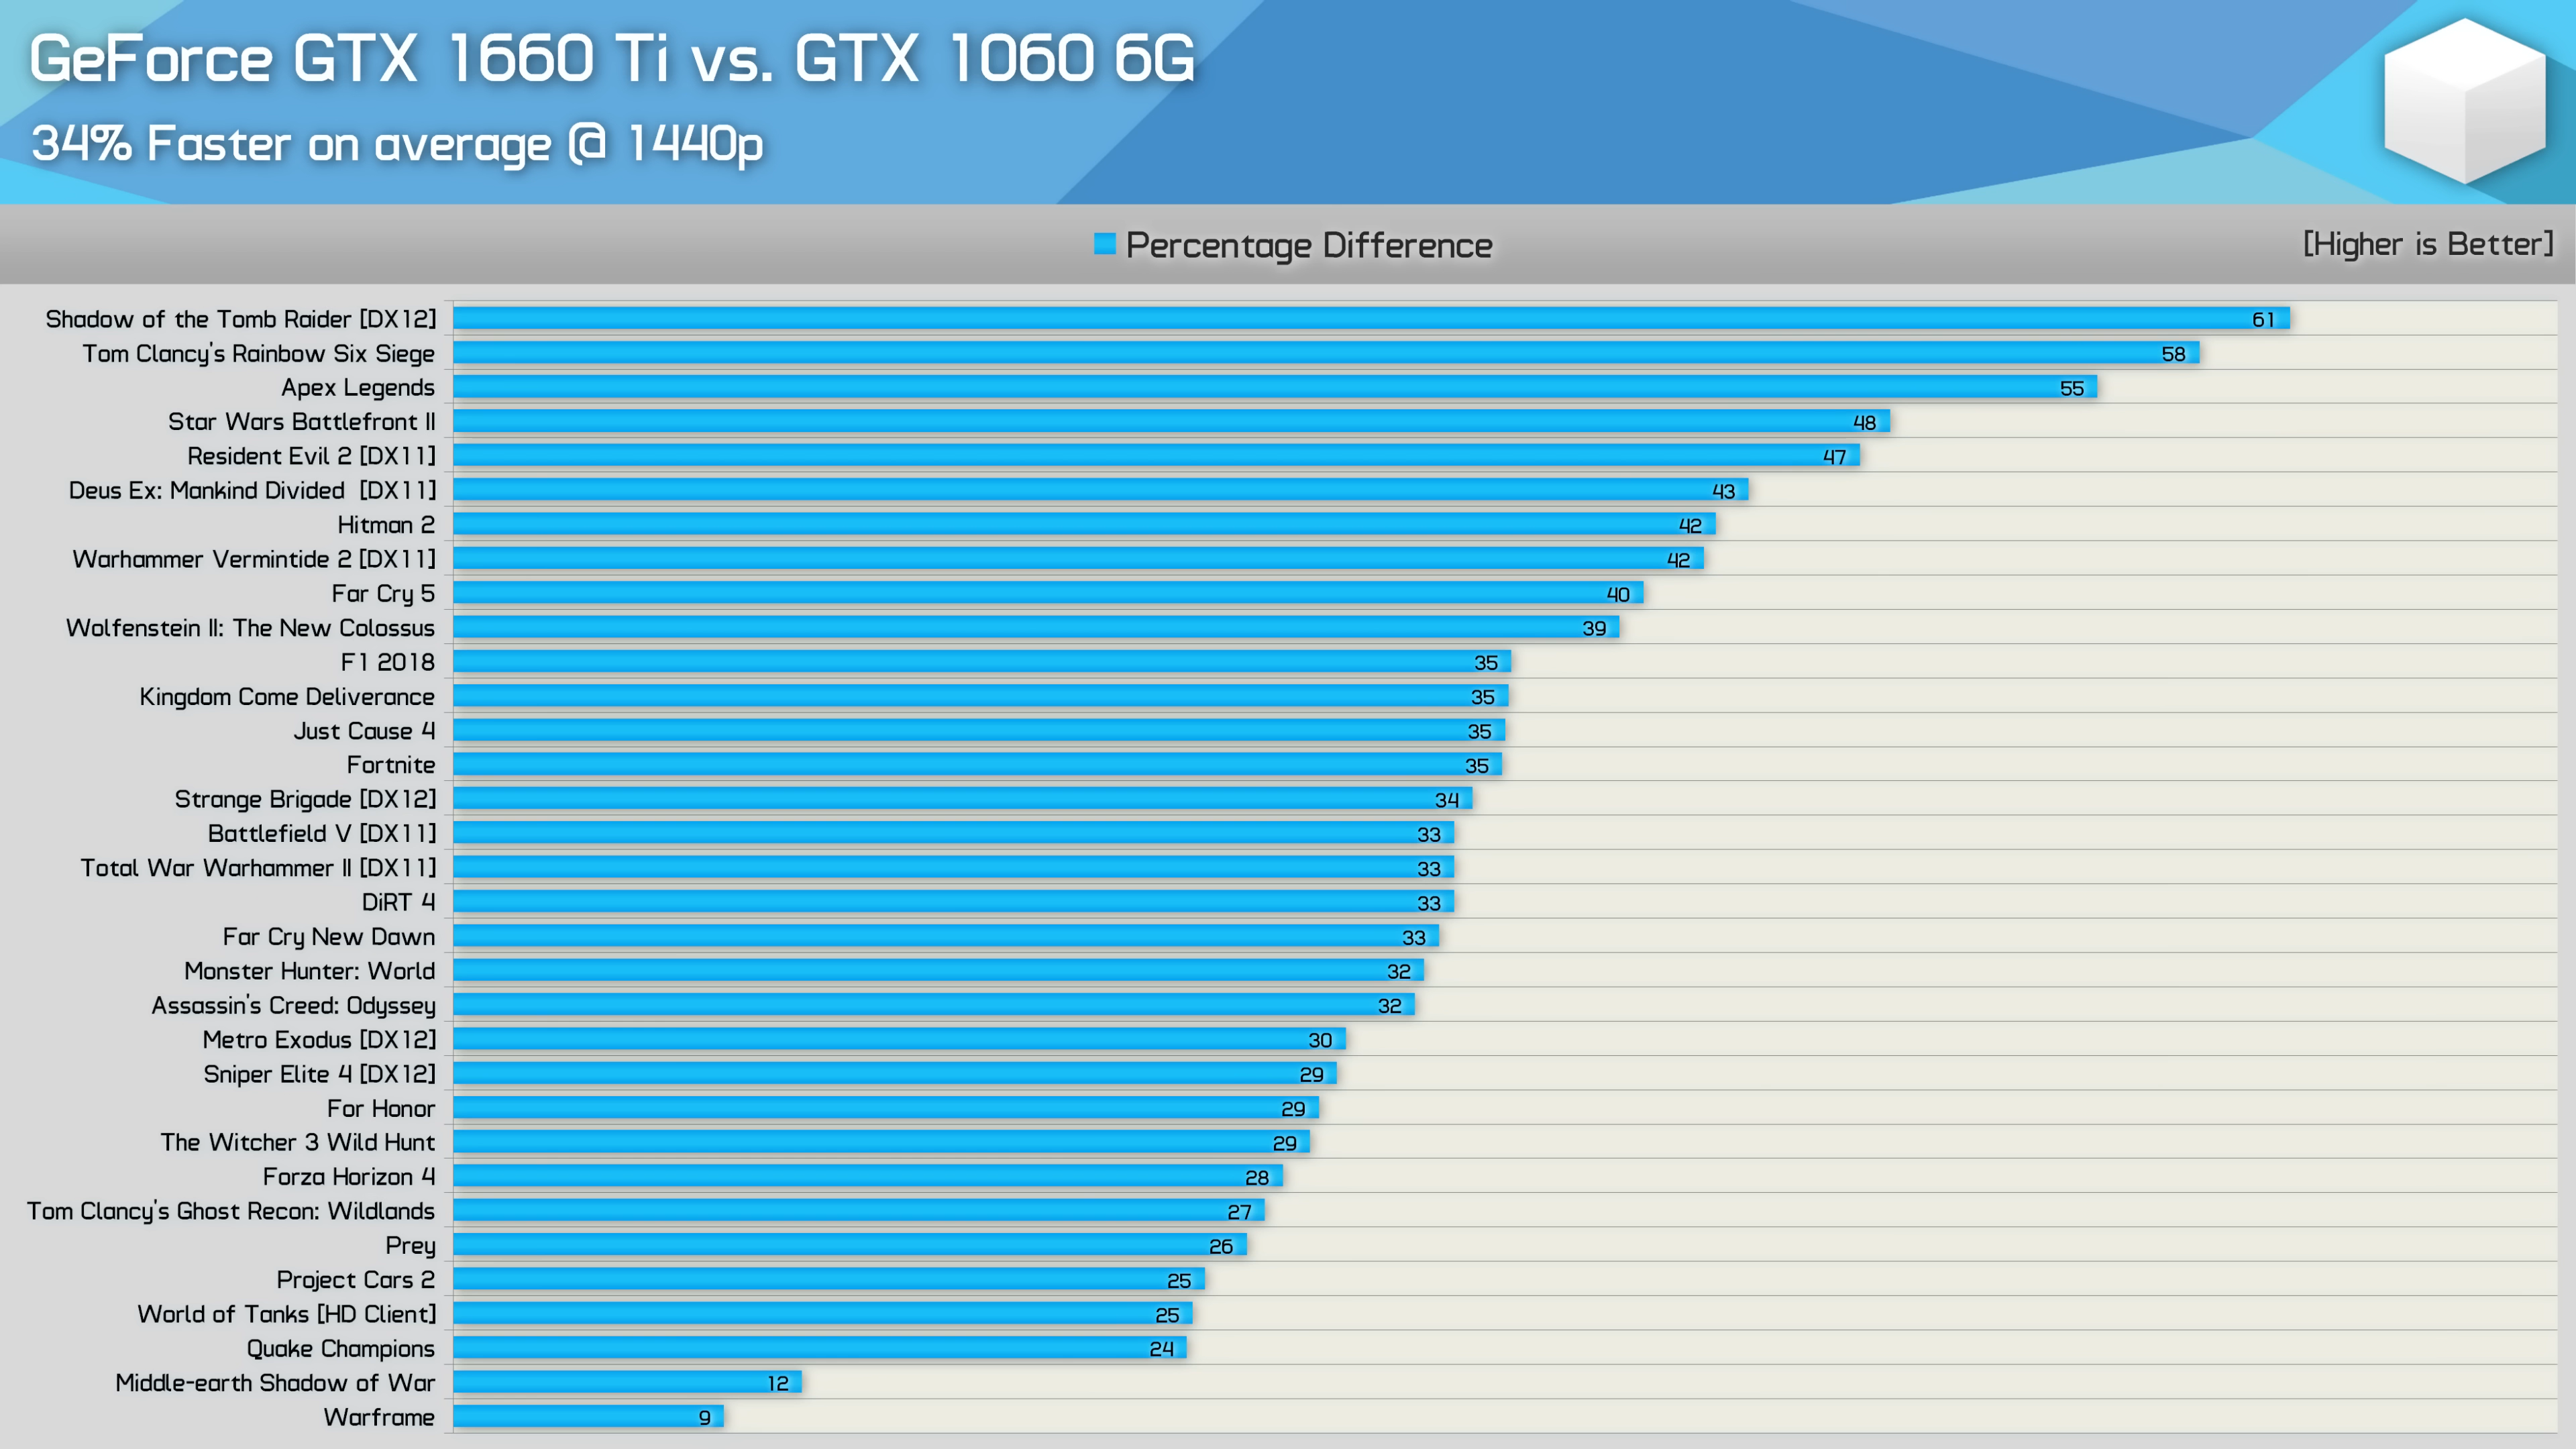 GeForce GTX 1660 Ti vs. GTX 1060 6G
34% Faster on average @ 1440p
Percentage Difference
[Higher is Better]
Shadow of the Tomb Raider [DX12] 61
Tom Clancy's Rainbow Six Siege 58
Apex Legends 55
Star Wars Battlefront II 48
Resident Evil 2 [DX11] 47
Deus Ex: Mankind Divided [DX11] 43
Hitman 2 42
Warhammer Vermintide 2 [DX11] 42
Far Cry 5 40
Wolfenstein II: The New Colossus 39
F1 2018 35
Kingdom Come Deliverance 35
Just Cause 4 35
Fortnite 35
Strange Brigade [DX12] 34
Battlefield V [DX11] 33
Total War Warhammer II [DX11] 33
DiRT 4 33
Far Cry New Dawn 33
Monster Hunter: World 32
Assassin's Creed: Odyssey 32
Metro Exodus [DX12] 30
Sniper Elite 4 [DX12] 29
For Honor 29
The Witcher 3 Wild Hunt 29
Forza Horizon 4 28
Tom Clancy's Ghost Recon: Wildlands 27
Prey 26
Project Cars 2 25
World of Tanks [HD Client] 25
Quake Champions 24
Middle-earth Shadow of War 12
Warframe 9